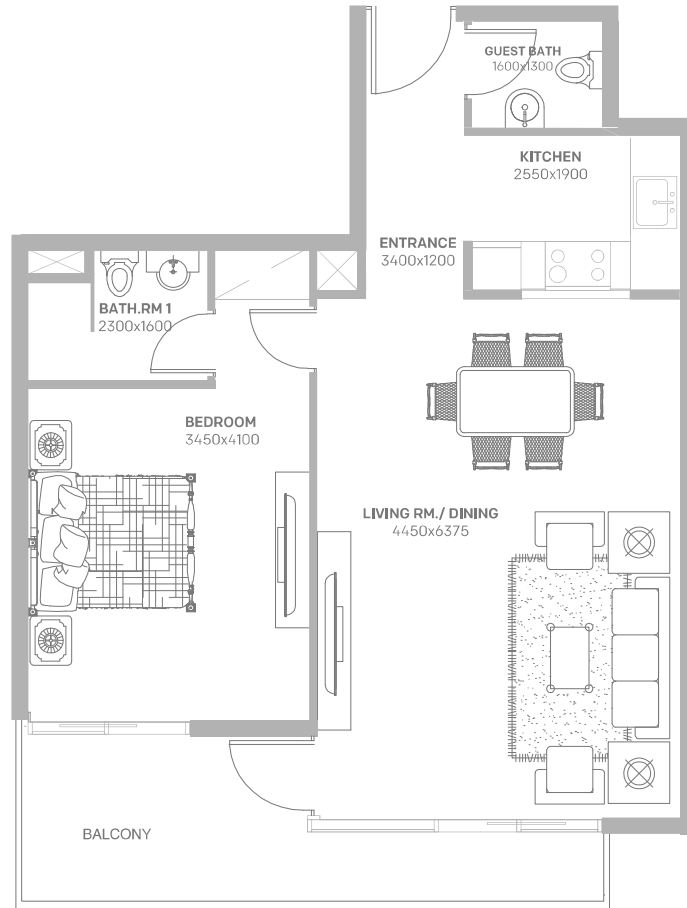 GUEST BATH
1600x1300
KITCHEN
2550x1900
ENTRANCE
3400x1200
BATH.RM 1
2300x1600
BEDROOM
3450x4100
LIVING RM./ DINING
4450x6375
BALCONY